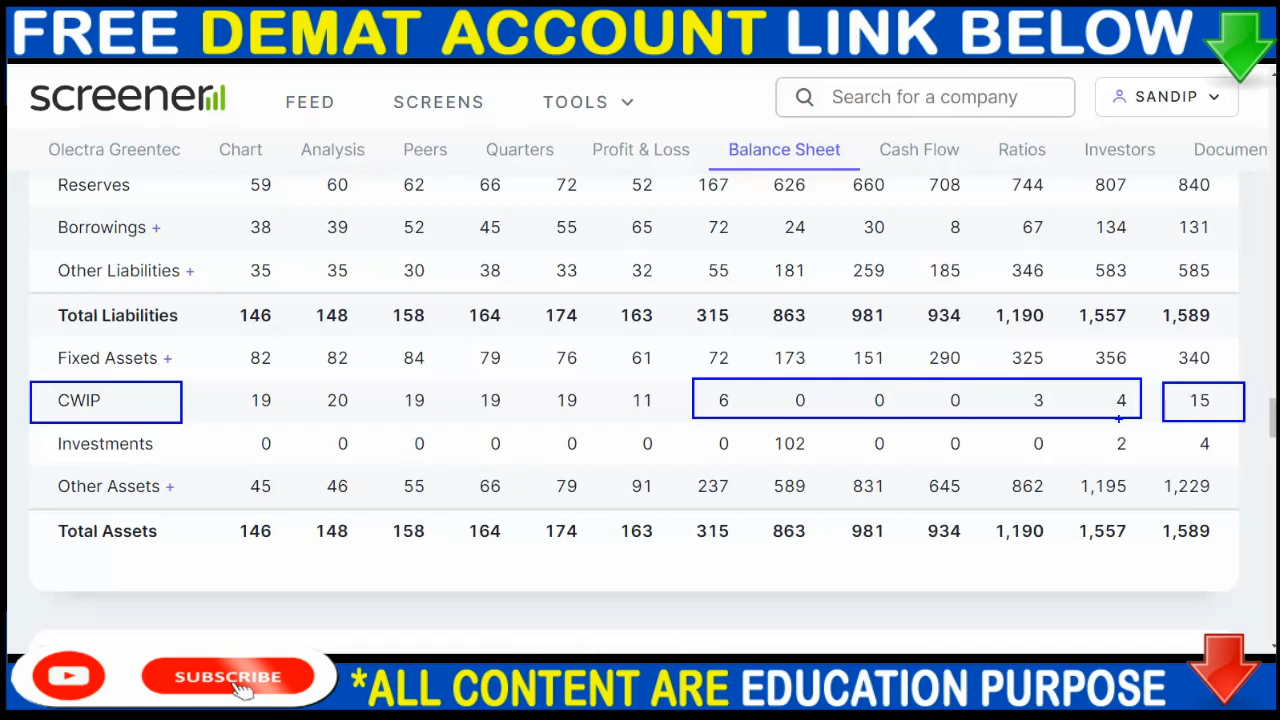 FREE DEMAT ACCOUNT LINK BELOW
screener FEED SCREENS TOOLS Search for a company SANDIP
Olectra Greentec Chart Analysis Peers Quarters Profit & Loss Balance Sheet Cash Flow Ratios Investors Documen
Reserves 59 60 62 66 72 52 167 626 660 708 744 807 840
Borrowings + 38 39 52 45 55 65 72 24 30 8 67 134 131
Other Liabilities + 35 35 30 38 33 32 55 181 259 185 346 583 585
Total Liabilities 146 148 158 164 174 163 315 863 981 934 1,190 1,557 1,589
Fixed Assets + 82 82 84 79 76 61 72 173 151 290 325 356 340
CWIP 19 20 19 19 19 11 6 0 0 0 3 4 15
Investments 0 0 0 0 0 0 0 102 0 0 0 2 4
Other Assets + 45 46 55 66 79 91 237 589 831 645 862 1,195 1,229
Total Assets 146 148 158 164 174 163 315 863 981 934 1,190 1,557 1,589
SUBSCRIBE
*ALL CONTENT ARE EDUCATION PURPOSE